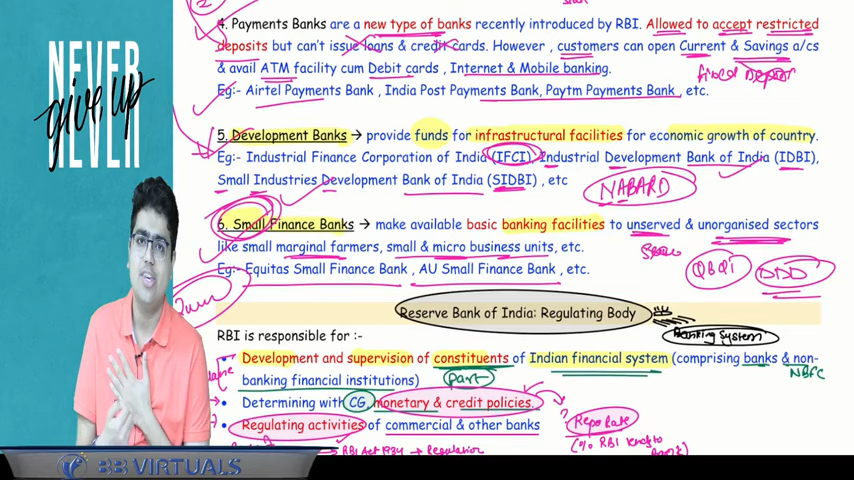 NEVER
give up
NEVER
4. Payments Banks are a new type of banks recently introduced by RBI. Allowed to accept restricted
deposits but can't issue loans & credit cards. However , customers can open Current & Savings a/cs
& avail ATM facility cum Debit cards , Internet & Mobile banking.
Fixed Deposit
Eg:- Airtel Payments Bank , India Post Payments Bank, Paytm Payments Bank , etc.
5. Development Banks → provide funds for infrastructural facilities for economic growth of country.
Eg:- Industrial Finance Corporation of India (IFCI), Industrial Development Bank of India (IDBI),
Small Industries Development Bank of India (SIDBI) , etc
NABARD
6. Small Finance Banks → make available basic banking facilities to unserved & unorganised sectors
like small marginal farmers, small & micro business units, etc.
QBQI
DDD
Eg:- Equitas Small Finance Bank , AU Small Finance Bank , etc.
Reserve Bank of India: Regulating Body
Banking System
RBI is responsible for :-
• Development and supervision of constituents of Indian financial system (comprising banks & non-
banking financial institutions)
Part
NBFC
• Determining with CG monetary & credit policies.
?
Repo Rate
• Regulating activities of commercial & other banks
(% RBI lends to
RBI Act 1934 → Regulation
BB VIRTUALS